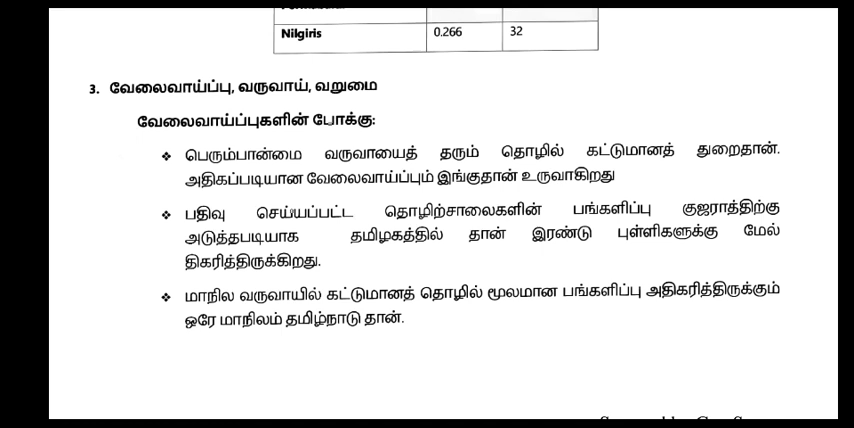 Nilgiris 0.266 32
3. வேலைவாய்ப்பு, வருவாய், வறுமை
வேலைவாய்ப்புகளின் போக்கு:
❖ பெரும்பான்மை வருவாயைத் தரும் தொழில் கட்டுமானத் துறைதான்.
அதிகப்படியான வேலைவாய்ப்பும் இங்குதான் உருவாகிறது
❖ பதிவு செய்யப்பட்ட தொழிற்சாலைகளின் பங்களிப்பு குஜராத்திற்கு
அடுத்தபடியாக தமிழகத்தில் தான் இரண்டு புள்ளிகளுக்கு மேல்
திகரித்திருக்கிறது.
❖ மாநில வருவாயில் கட்டுமானத் தொழில் மூலமான பங்களிப்பு அதிகரித்திருக்கும்
ஒரே மாநிலம் தமிழ்நாடு தான்.